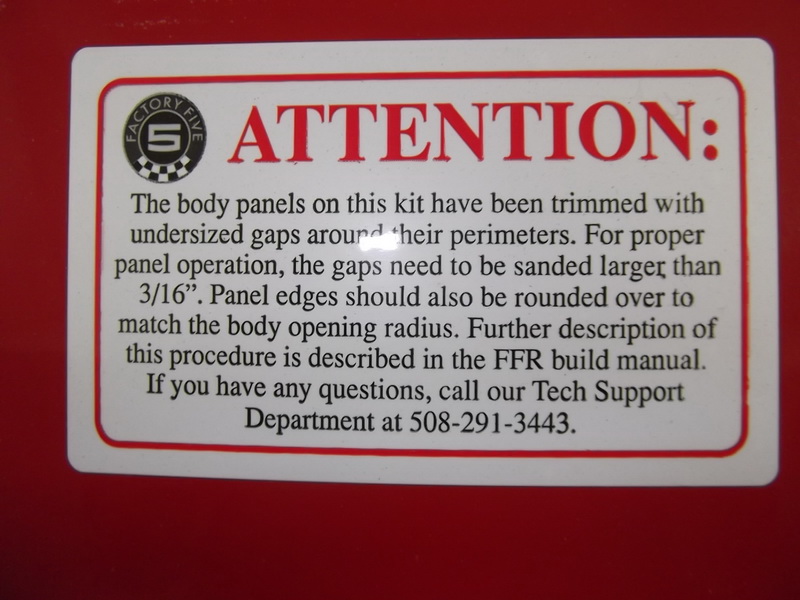 FACTORY FIVE
5
ATTENTION:
The body panels on this kit have been trimmed with
undersized gaps around their perimeters. For proper
panel operation, the gaps need to be sanded larger than
3/16”. Panel edges should also be rounded over to
match the body opening radius. Further description of
this procedure is described in the FFR build manual.
If you have any questions, call our Tech Support
Department at 508-291-3443.